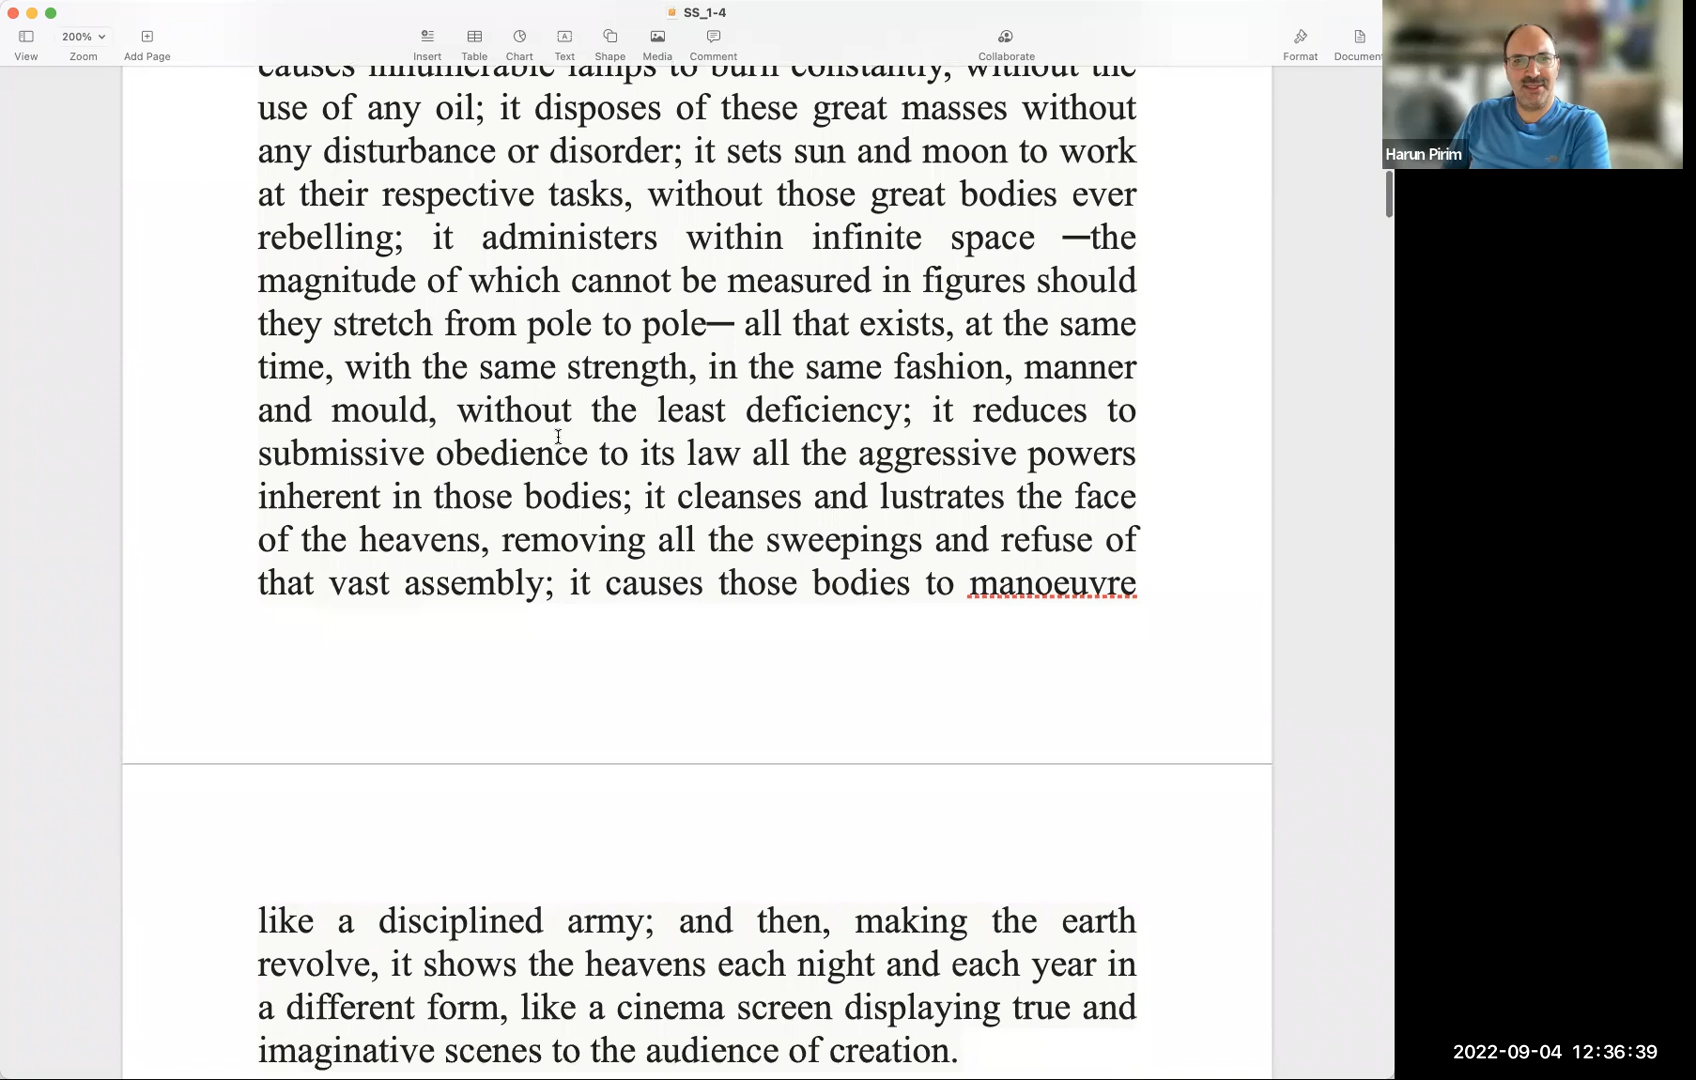 SS_1-4
200%
View
Zoom
Add Page
Insert
Table
Chart
Text
Shape
Media
Comment
Collaborate
Format
Documen
Harun Pirim
causes innumerable lamps to burn constantly, without the
use of any oil; it disposes of these great masses without
any disturbance or disorder; it sets sun and moon to work
at their respective tasks, without those great bodies ever
rebelling; it administers within infinite space —the
magnitude of which cannot be measured in figures should
they stretch from pole to pole— all that exists, at the same
time, with the same strength, in the same fashion, manner
and mould, without the least deficiency; it reduces to
submissive obedience to its law all the aggressive powers
inherent in those bodies; it cleanses and lustrates the face
of the heavens, removing all the sweepings and refuse of
that vast assembly; it causes those bodies to manoeuvre
like a disciplined army; and then, making the earth
revolve, it shows the heavens each night and each year in
a different form, like a cinema screen displaying true and
imaginative scenes to the audience of creation.
2022-09-04 12:36:39